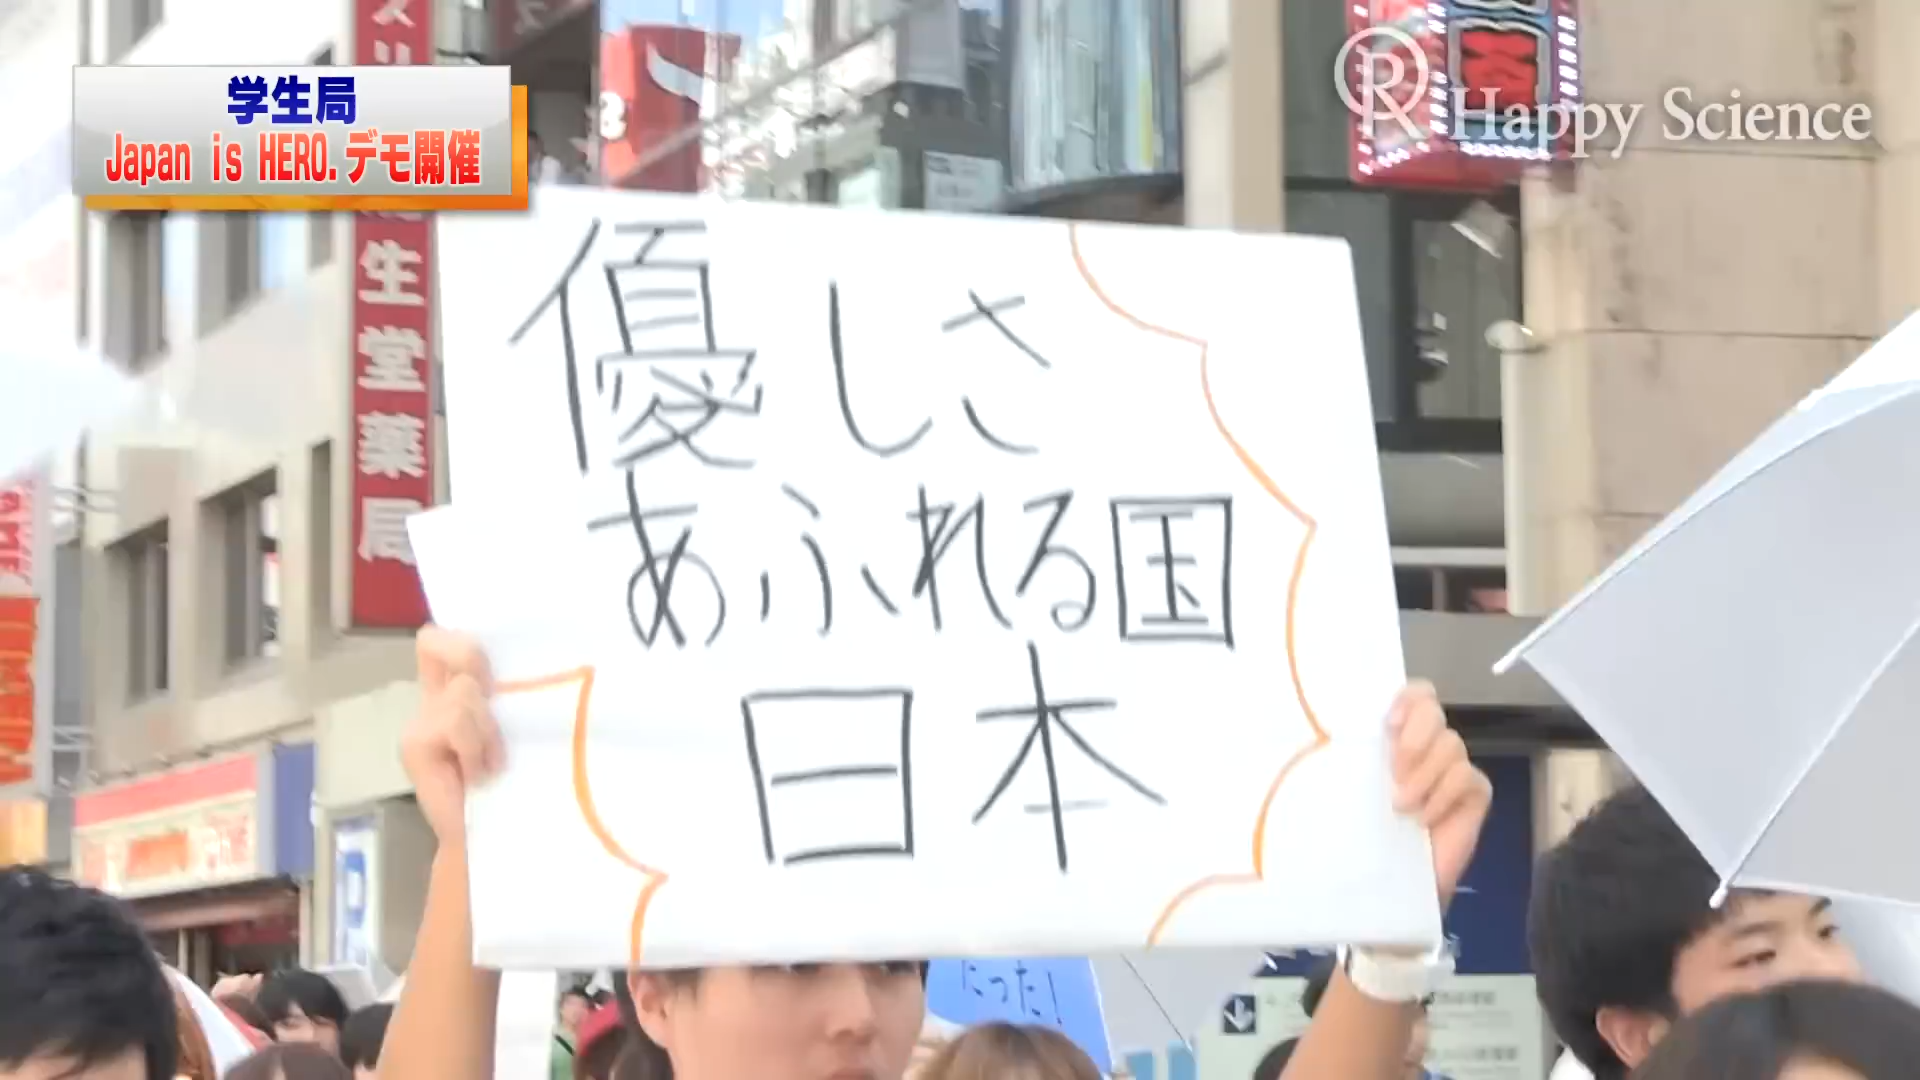 学生局
Japan is HERO.デモ開催
Happy Science
優しさ
あふれる国
日本
生堂薬局
たった!